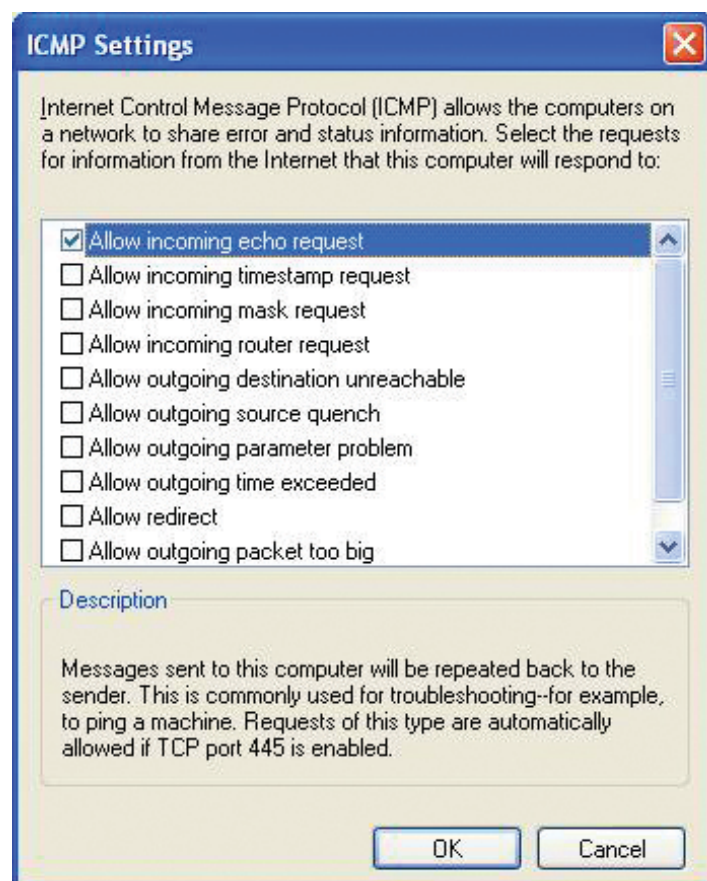 ICMP Settings
Internet Control Message Protocol (ICMP) allows the computers on
a network to share error and status information. Select the requests
for information from the Internet that this computer will respond to:
Allow incoming echo request
Allow incoming timestamp request
Allow incoming mask request
Allow incoming router request
Allow outgoing destination unreachable
Allow outgoing source quench
Allow outgoing parameter problem
Allow outgoing time exceeded
Allow redirect
Allow outgoing packet too big
Description
Messages sent to this computer will be repeated back to the
sender. This is commonly used for troubleshooting--for example,
to ping a machine. Requests of this type are automatically
allowed if TCP port 445 is enabled.
OK
Cancel